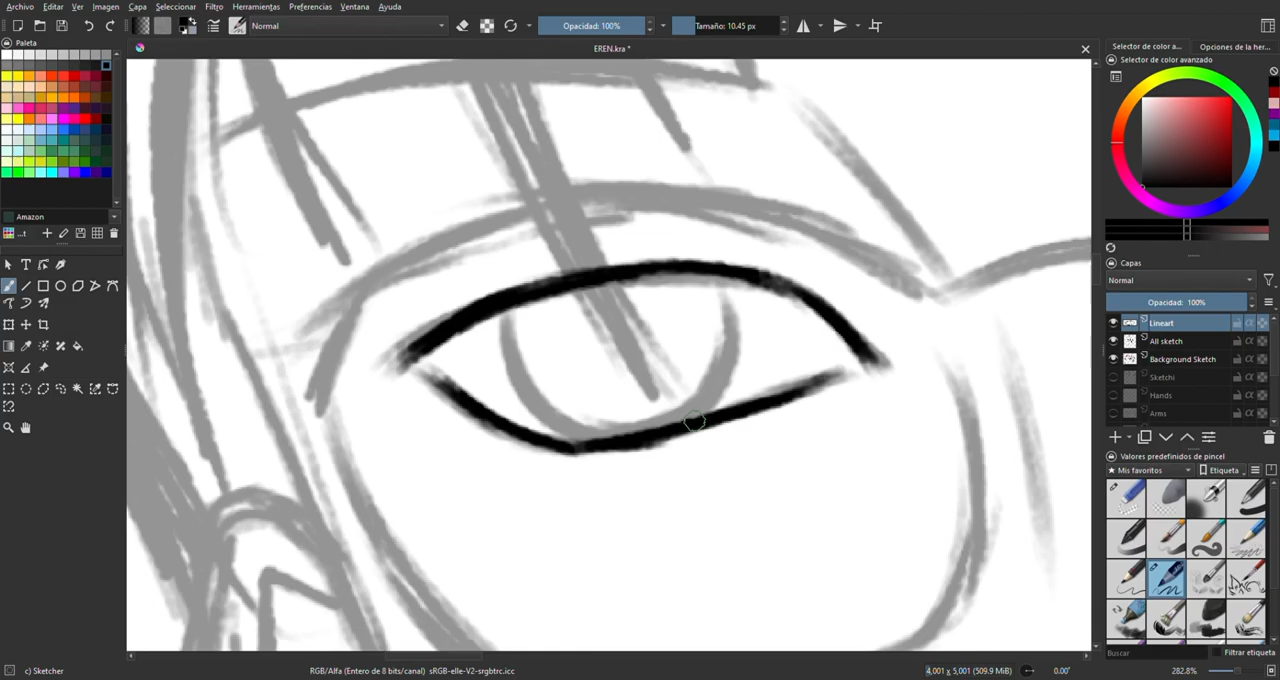 Archivo Editar Ver Imagen Capa Seleccionar Filtro Herramientas Preferencias Ventana Ayuda
Normal
Opacidad: 100%
Tamaño: 10.45 px
EREN.kra *
Paleta
Amazon
...t
Selector de color a...
Opciones de la her...
Selector de color avanzado
Capas
Normal
Opacidad: 100%
Lineart
All sketch
Background Sketch
Sketchi
Hands
Arms
Valores predefinidos de pincel
★ Mis favoritos
Etiqueta
Buscar
Filtrar etiqueta
c) Sketcher
RGB/Alfa (Entero de 8 bits/canal) sRGB-elle-V2-srgbtrc.icc
4,001 x 5,001 (509.9 MiB)
0.00°
282.8%